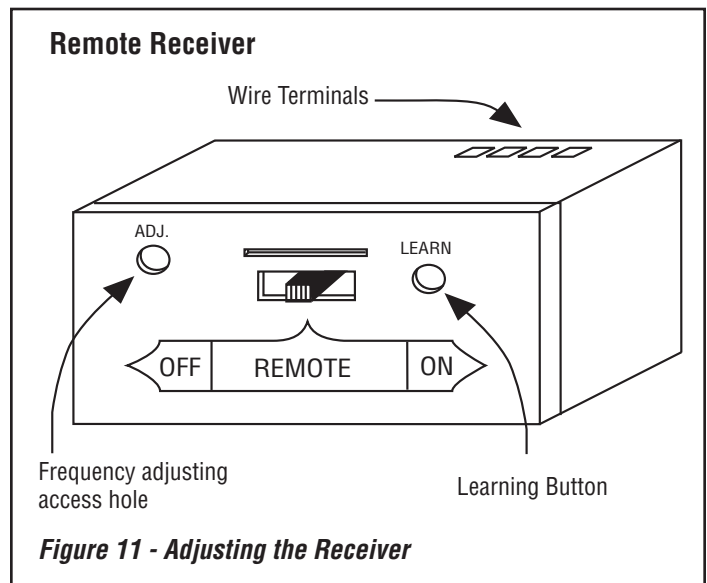 Remote Receiver
Wire Terminals
ADJ.
LEARN
OFF REMOTE ON
Frequency adjusting
access hole
Learning Button
Figure 11 - Adjusting the Receiver